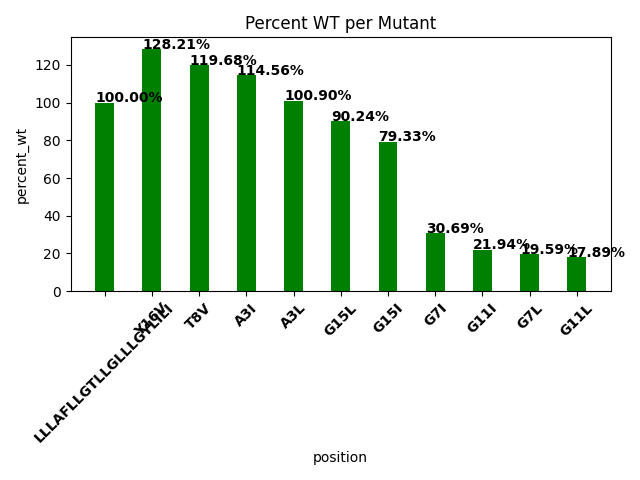 Percent WT per Mutant
percent_wt
120
100
80
60
40
20
0
100.00%
128.21%
119.68%
114.56%
100.90%
90.24%
79.33%
30.69%
21.94%
19.59%
17.89%
Y16V
T8V
A3I
A3L
G15L
G15I
G7I
G11I
G7L
G11L
position